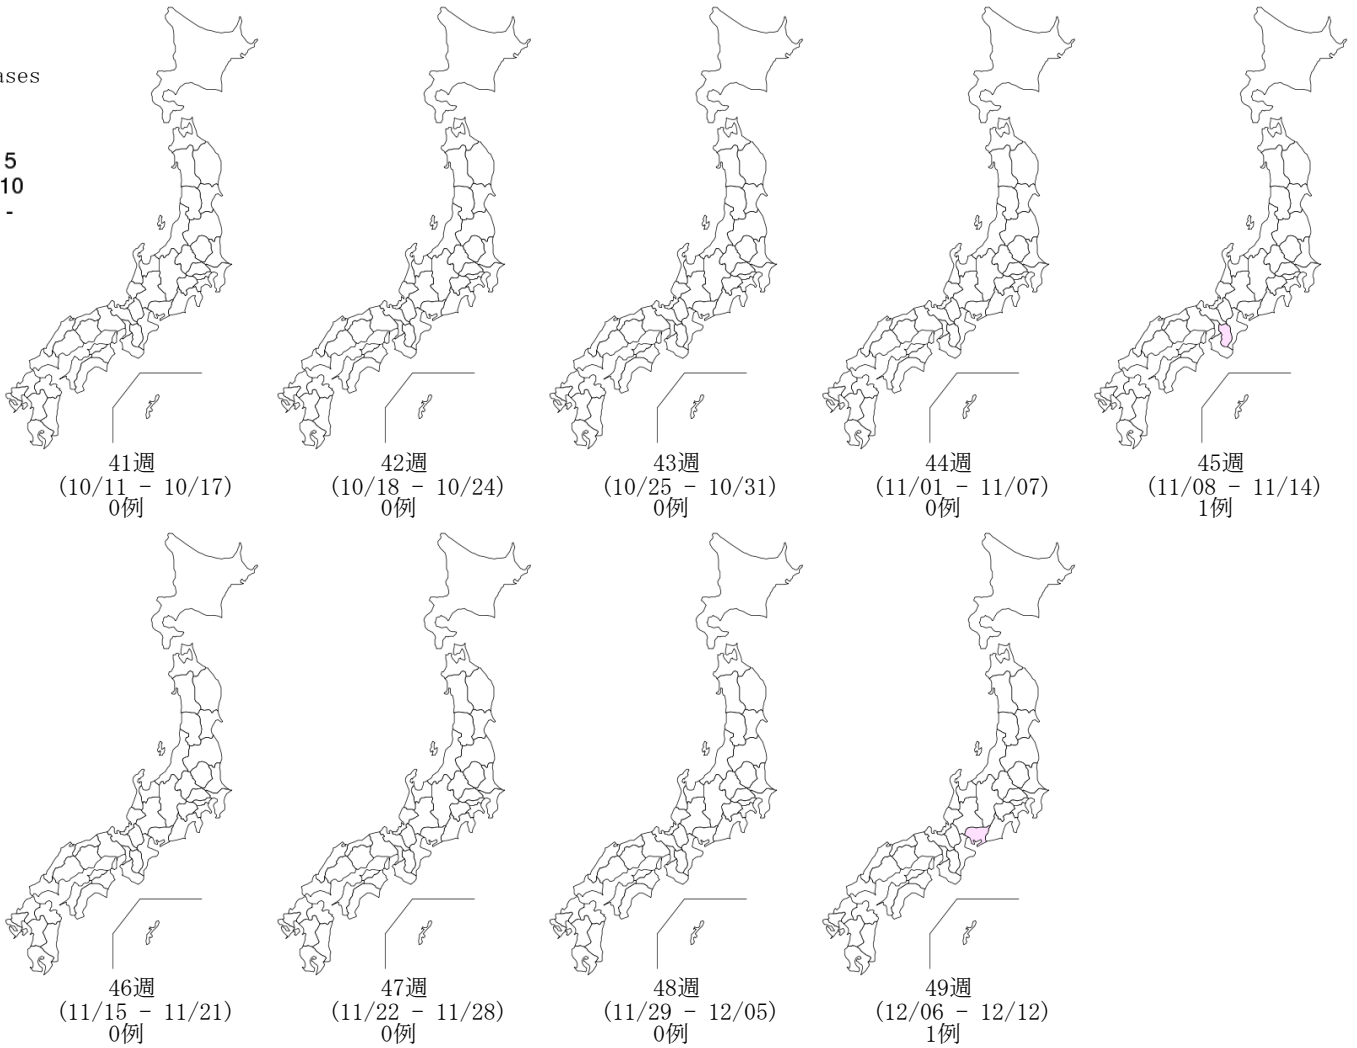 ases
5
10
-
41週
(10/11 - 10/17)
0例
42週
(10/18 - 10/24)
0例
43週
(10/25 - 10/31)
0例
44週
(11/01 - 11/07)
0例
45週
(11/08 - 11/14)
1例
46週
(11/15 - 11/21)
0例
47週
(11/22 - 11/28)
0例
48週
(11/29 - 12/05)
0例
49週
(12/06 - 12/12)
1例